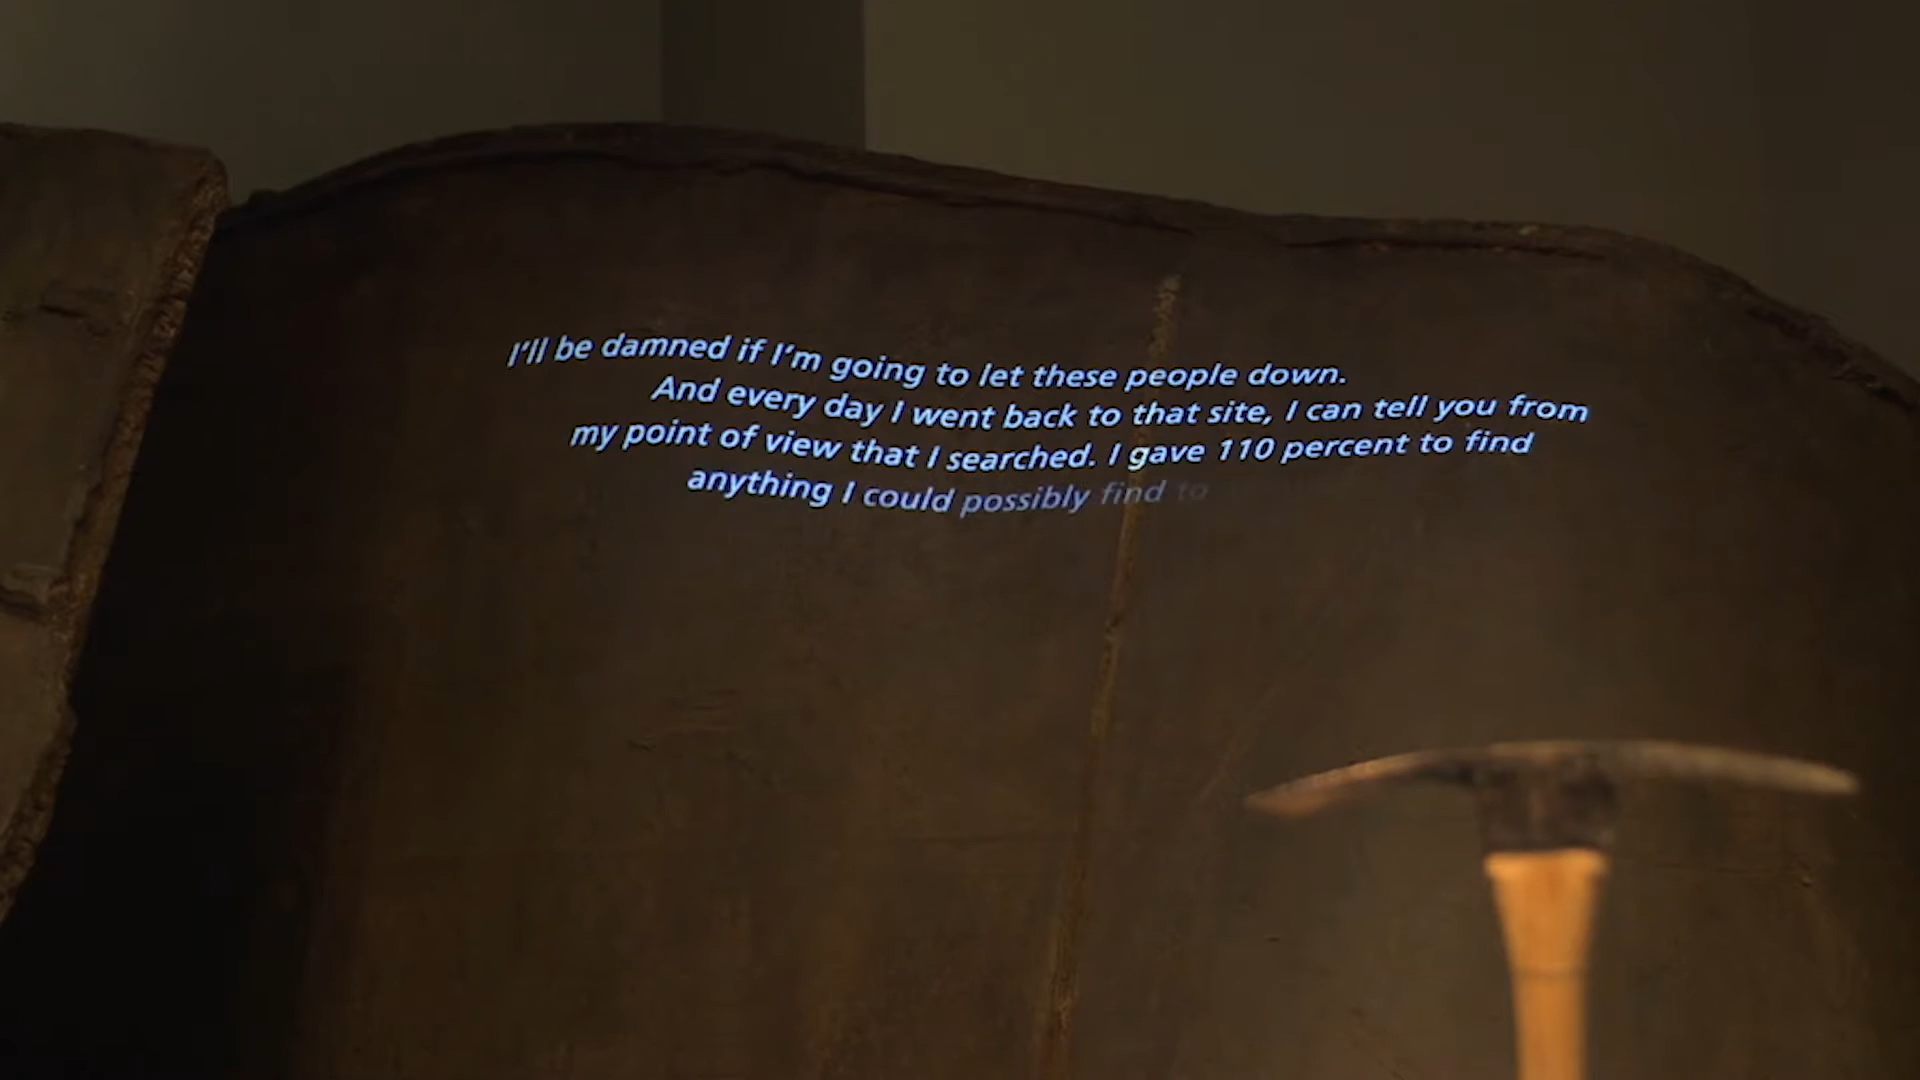 I'll be damned if I'm going to let these people down.
And every day I went back to that site, I can tell you from
my point of view that I searched. I gave 110 percent to find
anything I could possibly find to